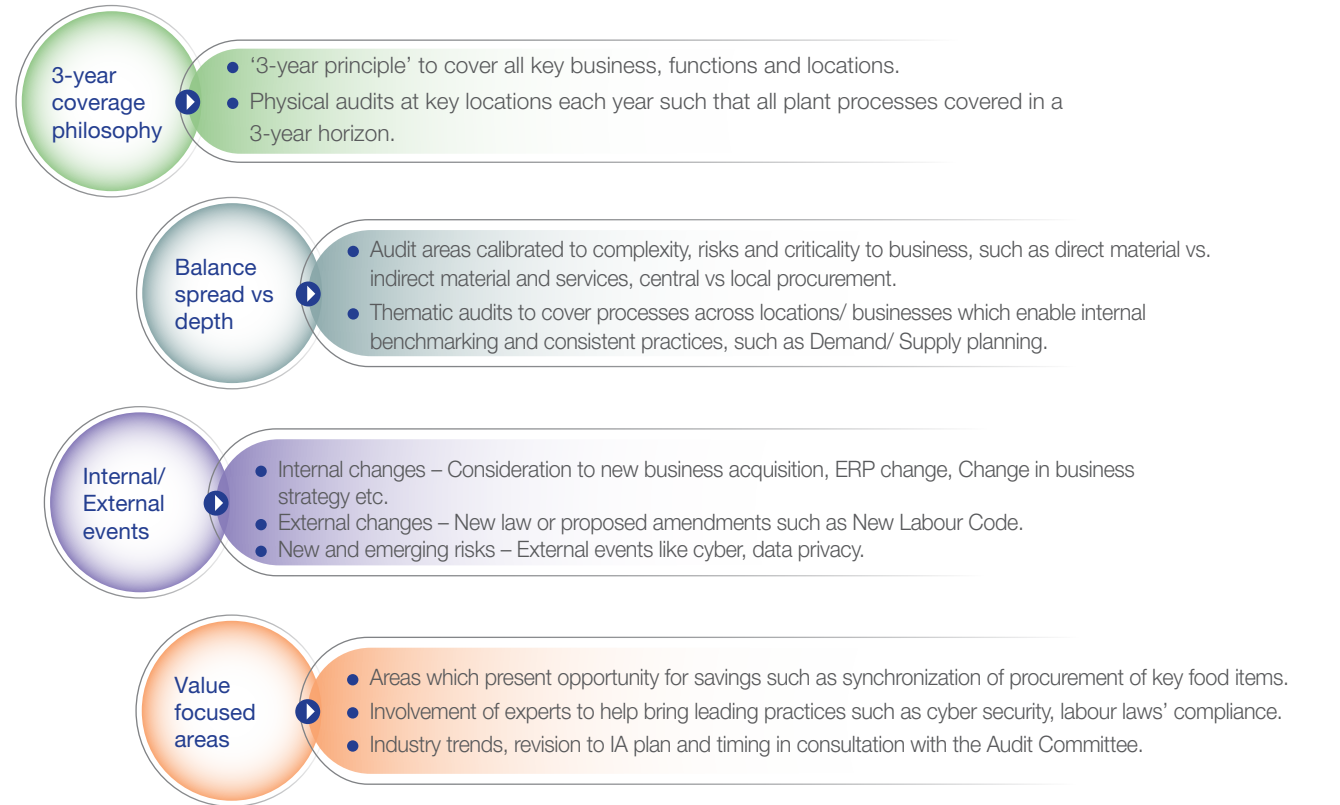 3-year
coverage
philosophy
● ‘3-year principle’ to cover all key business, functions and locations.
● Physical audits at key locations each year such that all plant processes covered in a
3-year horizon.
Balance
spread vs
depth
● Audit areas calibrated to complexity, risks and criticality to business, such as direct material vs.
indirect material and services, central vs local procurement.
● Thematic audits to cover processes across locations/ businesses which enable internal
benchmarking and consistent practices, such as Demand/ Supply planning.
Internal/
External
events
● Internal changes – Consideration to new business acquisition, ERP change, Change in business
strategy etc.
● External changes – New law or proposed amendments such as New Labour Code.
● New and emerging risks – External events like cyber, data privacy.
Value
focused
areas
● Areas which present opportunity for savings such as synchronization of procurement of key food items.
● Involvement of experts to help bring leading practices such as cyber security, labour laws’ compliance.
● Industry trends, revision to IA plan and timing in consultation with the Audit Committee.